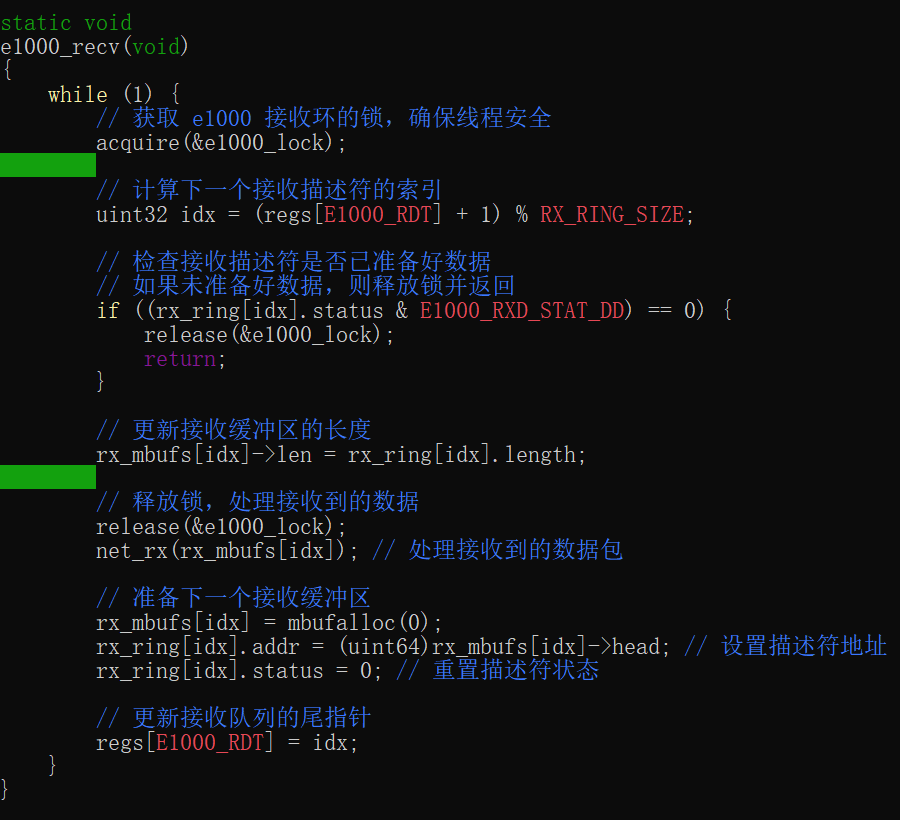 static void
e1000_recv(void)
{
    while (1) {
        // 获取 e1000 接收环的锁，确保线程安全
        acquire(&e1000_lock);

        // 计算下一个接收描述符的索引
        uint32 idx = (regs[E1000_RDT] + 1) % RX_RING_SIZE;

        // 检查接收描述符是否已准备好数据
        // 如果未准备好数据，则释放锁并返回
        if ((rx_ring[idx].status & E1000_RXD_STAT_DD) == 0) {
            release(&e1000_lock);
            return;
        }

        // 更新接收缓冲区的长度
        rx_mbufs[idx]->len = rx_ring[idx].length;

        // 释放锁，处理接收到的数据
        release(&e1000_lock);
        net_rx(rx_mbufs[idx]); // 处理接收到的数据包

        // 准备下一个接收缓冲区
        rx_mbufs[idx] = mbufalloc(0);
        rx_ring[idx].addr = (uint64)rx_mbufs[idx]->head; // 设置描述符地址
        rx_ring[idx].status = 0; // 重置描述符状态

        // 更新接收队列的尾指针
        regs[E1000_RDT] = idx;
    }
}